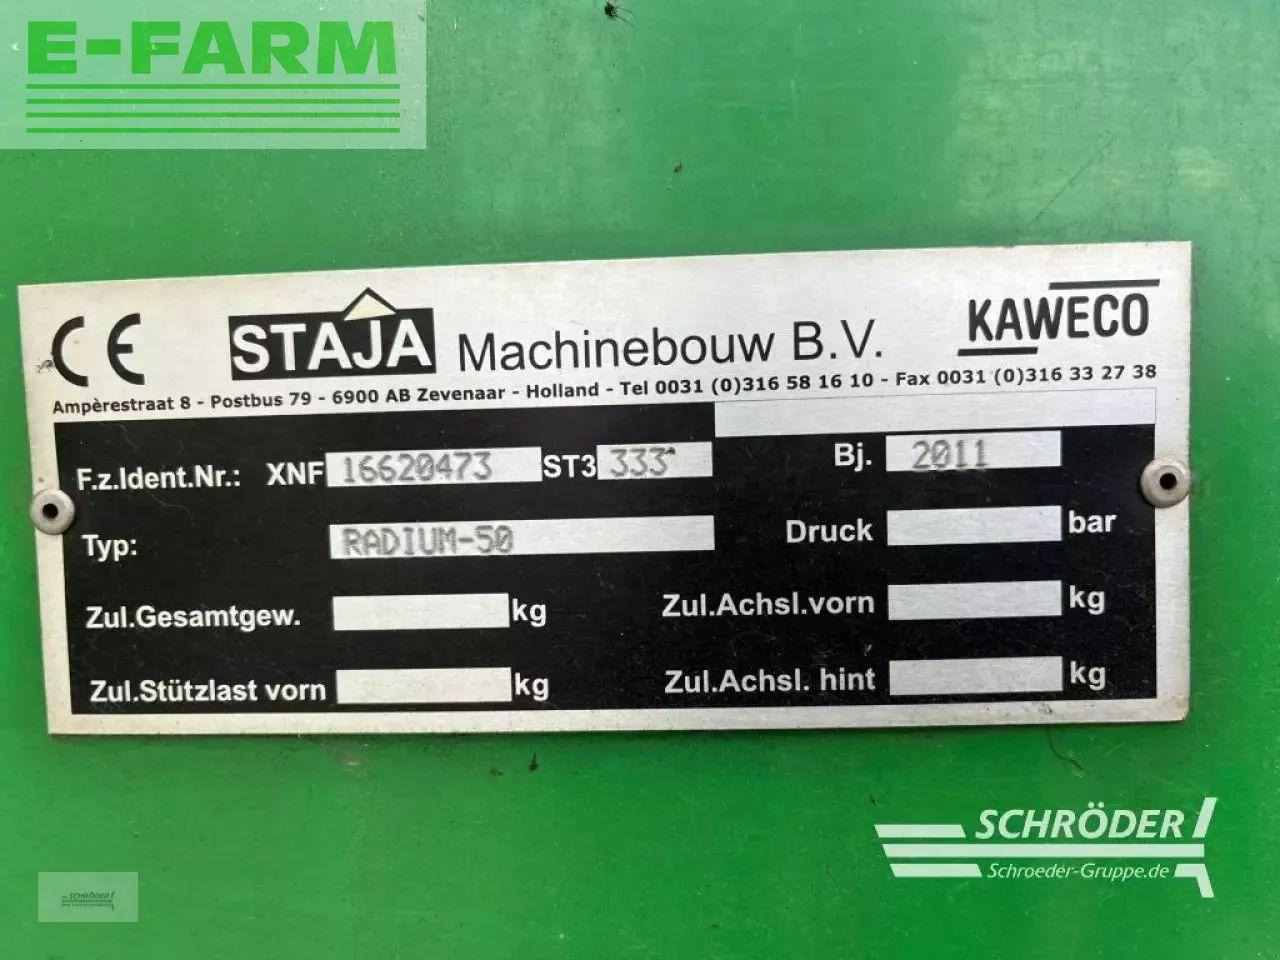 E-FARM
CE STAJA Machinebouw B.V. KAWECO
Ampèrestraat 8 - Postbus 79 - 6900 AB Zevenaar - Holland - Tel 0031 (0)316 58 16 10 - Fax 0031 (0)316 33 27 38
F.z.Ident.Nr.: XNF 16620473 ST3 333* Bj. 2011
Typ: RADIUM-50 Druck bar
Zul.Gesamtgew. kg Zul.Achsl.vorn kg
Zul.Stützlast vorn kg Zul.Achsl. hint kg
SCHRÖDER
Schroeder-Gruppe.de
SCHRÖDER